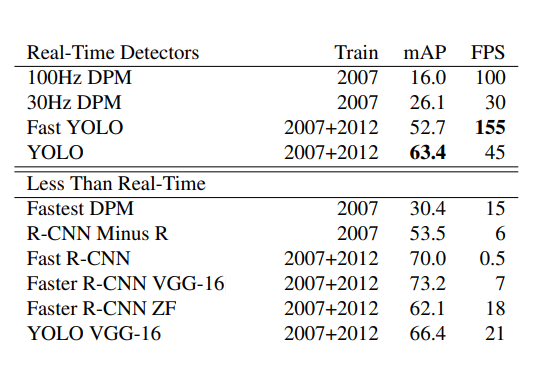 Real-Time Detectors Train mAP FPS
100Hz DPM 2007 16.0 100
30Hz DPM 2007 26.1 30
Fast YOLO 2007+2012 52.7 155
YOLO 2007+2012 63.4 45
Less Than Real-Time
Fastest DPM 2007 30.4 15
R-CNN Minus R 2007 53.5 6
Fast R-CNN 2007+2012 70.0 0.5
Faster R-CNN VGG-16 2007+2012 73.2 7
Faster R-CNN ZF 2007+2012 62.1 18
YOLO VGG-16 2007+2012 66.4 21